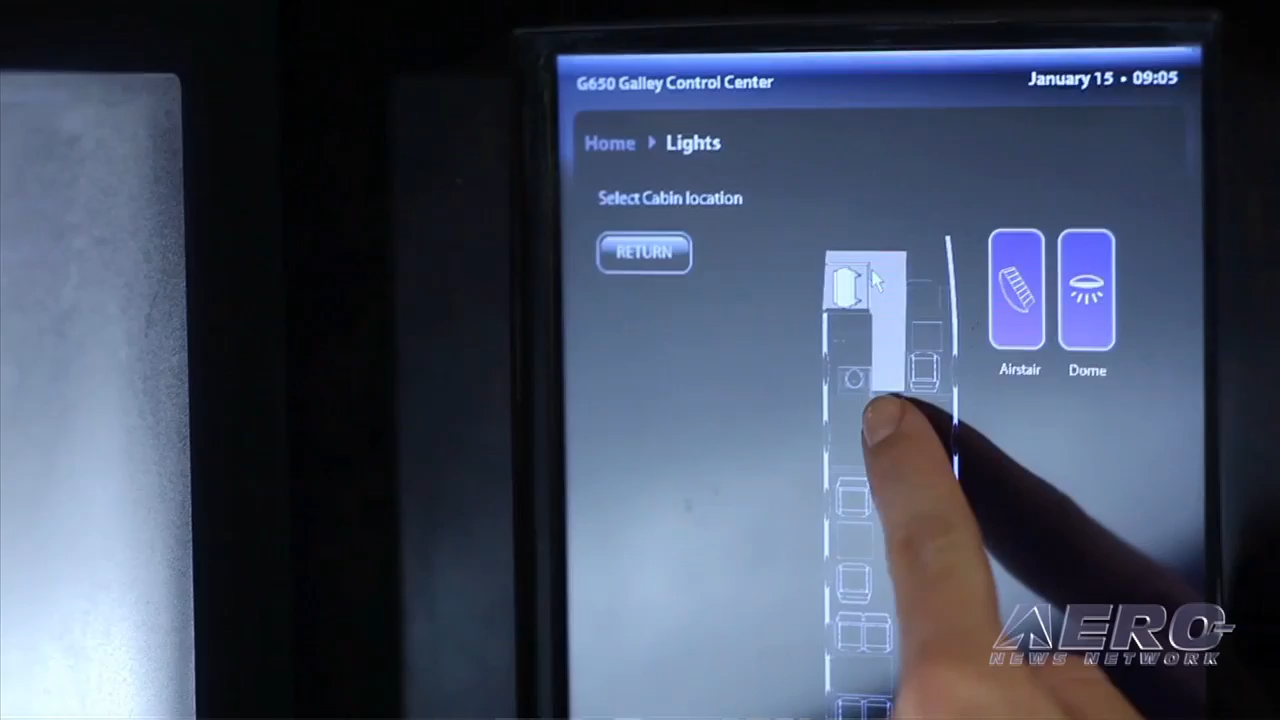 G650 Galley Control Center
January 15 • 09:05
Home Lights
Select Cabin location
RETURN
Airstair
Dome
AERO-
NEWS NETWORK